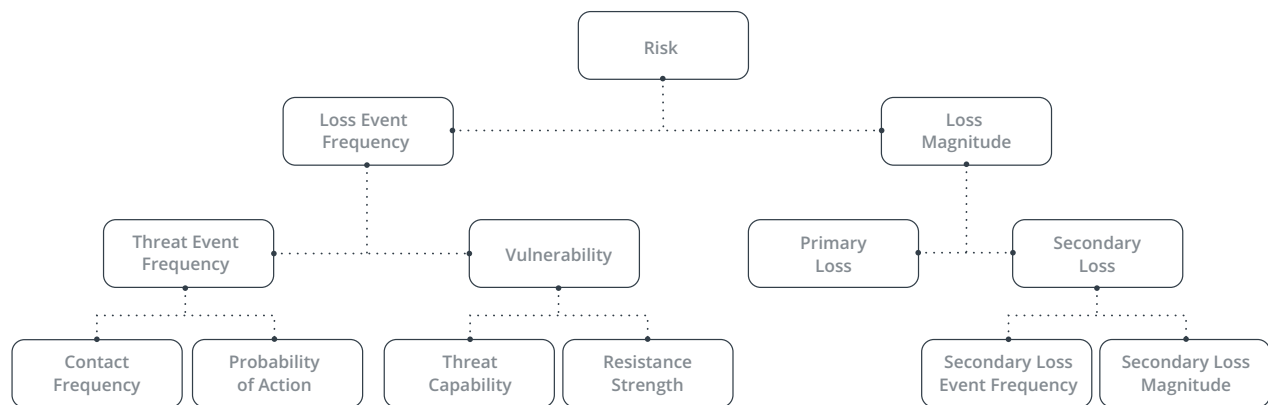 Risk
Loss Event
Frequency
Loss
Magnitude
Threat Event
Frequency
Vulnerability
Primary
Loss
Secondary
Loss
Contact
Frequency
Probability
of Action
Threat
Capability
Resistance
Strength
Secondary Loss
Event Frequency
Secondary Loss
Magnitude